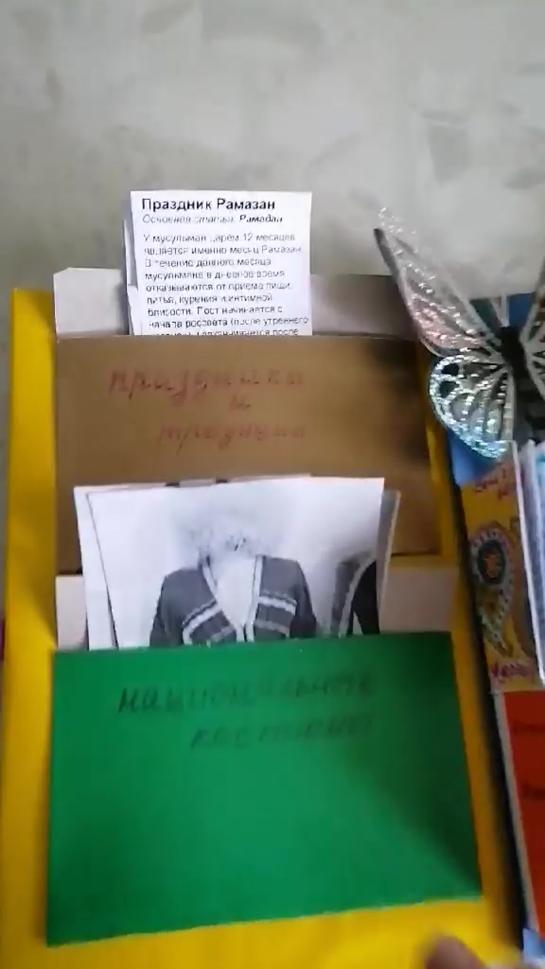 Праздник Рамазан
Основная статья: Рамадан
У мусульман царём 12 месяцев
является именно месяц Рамазан.
В течение данного месяца
мусульмане в дневное время
отказываются от приема пищи,
питья, курения и интимной
близости. Пост начинается с
начала рассвета (после утреннего
праздники
и
традиции
национальные
костюмы